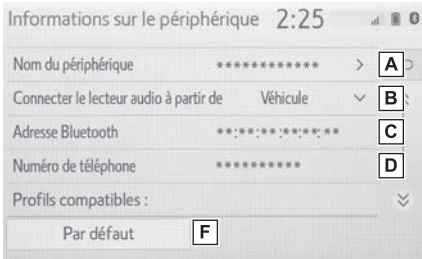 Informations sur le périphérique 2:25
Nom du périphérique ************ > A
Connecter le lecteur audio à partir de Véhicule B
Adresse Bluetooth **:**:**:**:**:** C
Numéro de téléphone ********** D
Profils compatibles :
Par défaut F